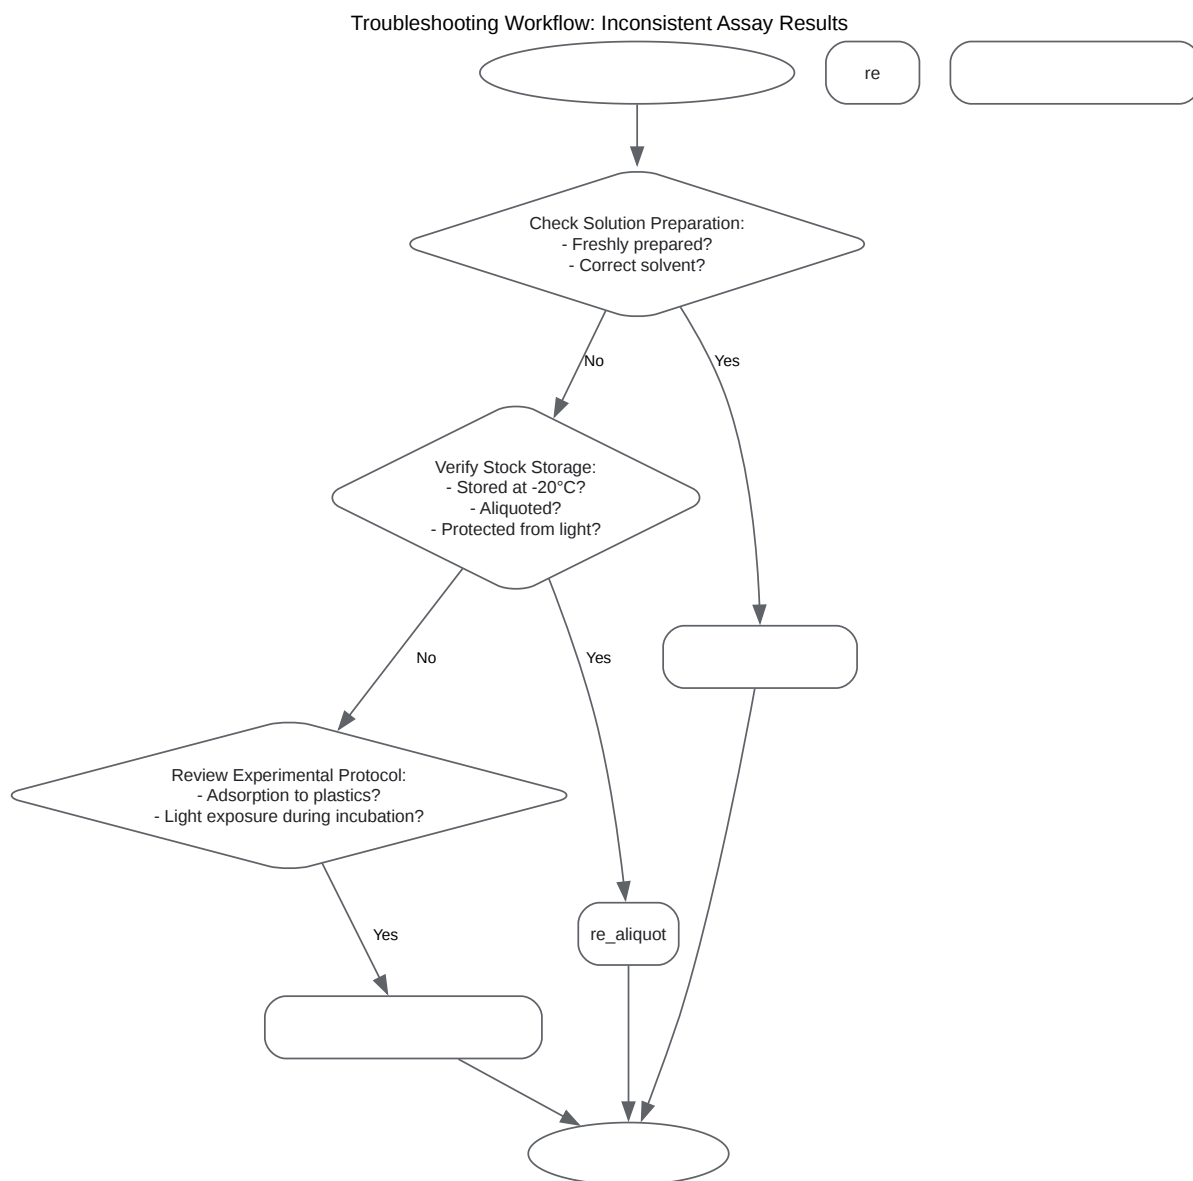 Troubleshooting Workflow: Inconsistent Assay Results
re
Check Solution Preparation:
- Freshly prepared?
- Correct solvent?
No
Yes
Verify Stock Storage:
- Stored at -20°C?
- Aliquoted?
- Protected from light?
No
Yes
Review Experimental Protocol:
- Adsorption to plastics?
- Light exposure during incubation?
Yes
re_aliquot